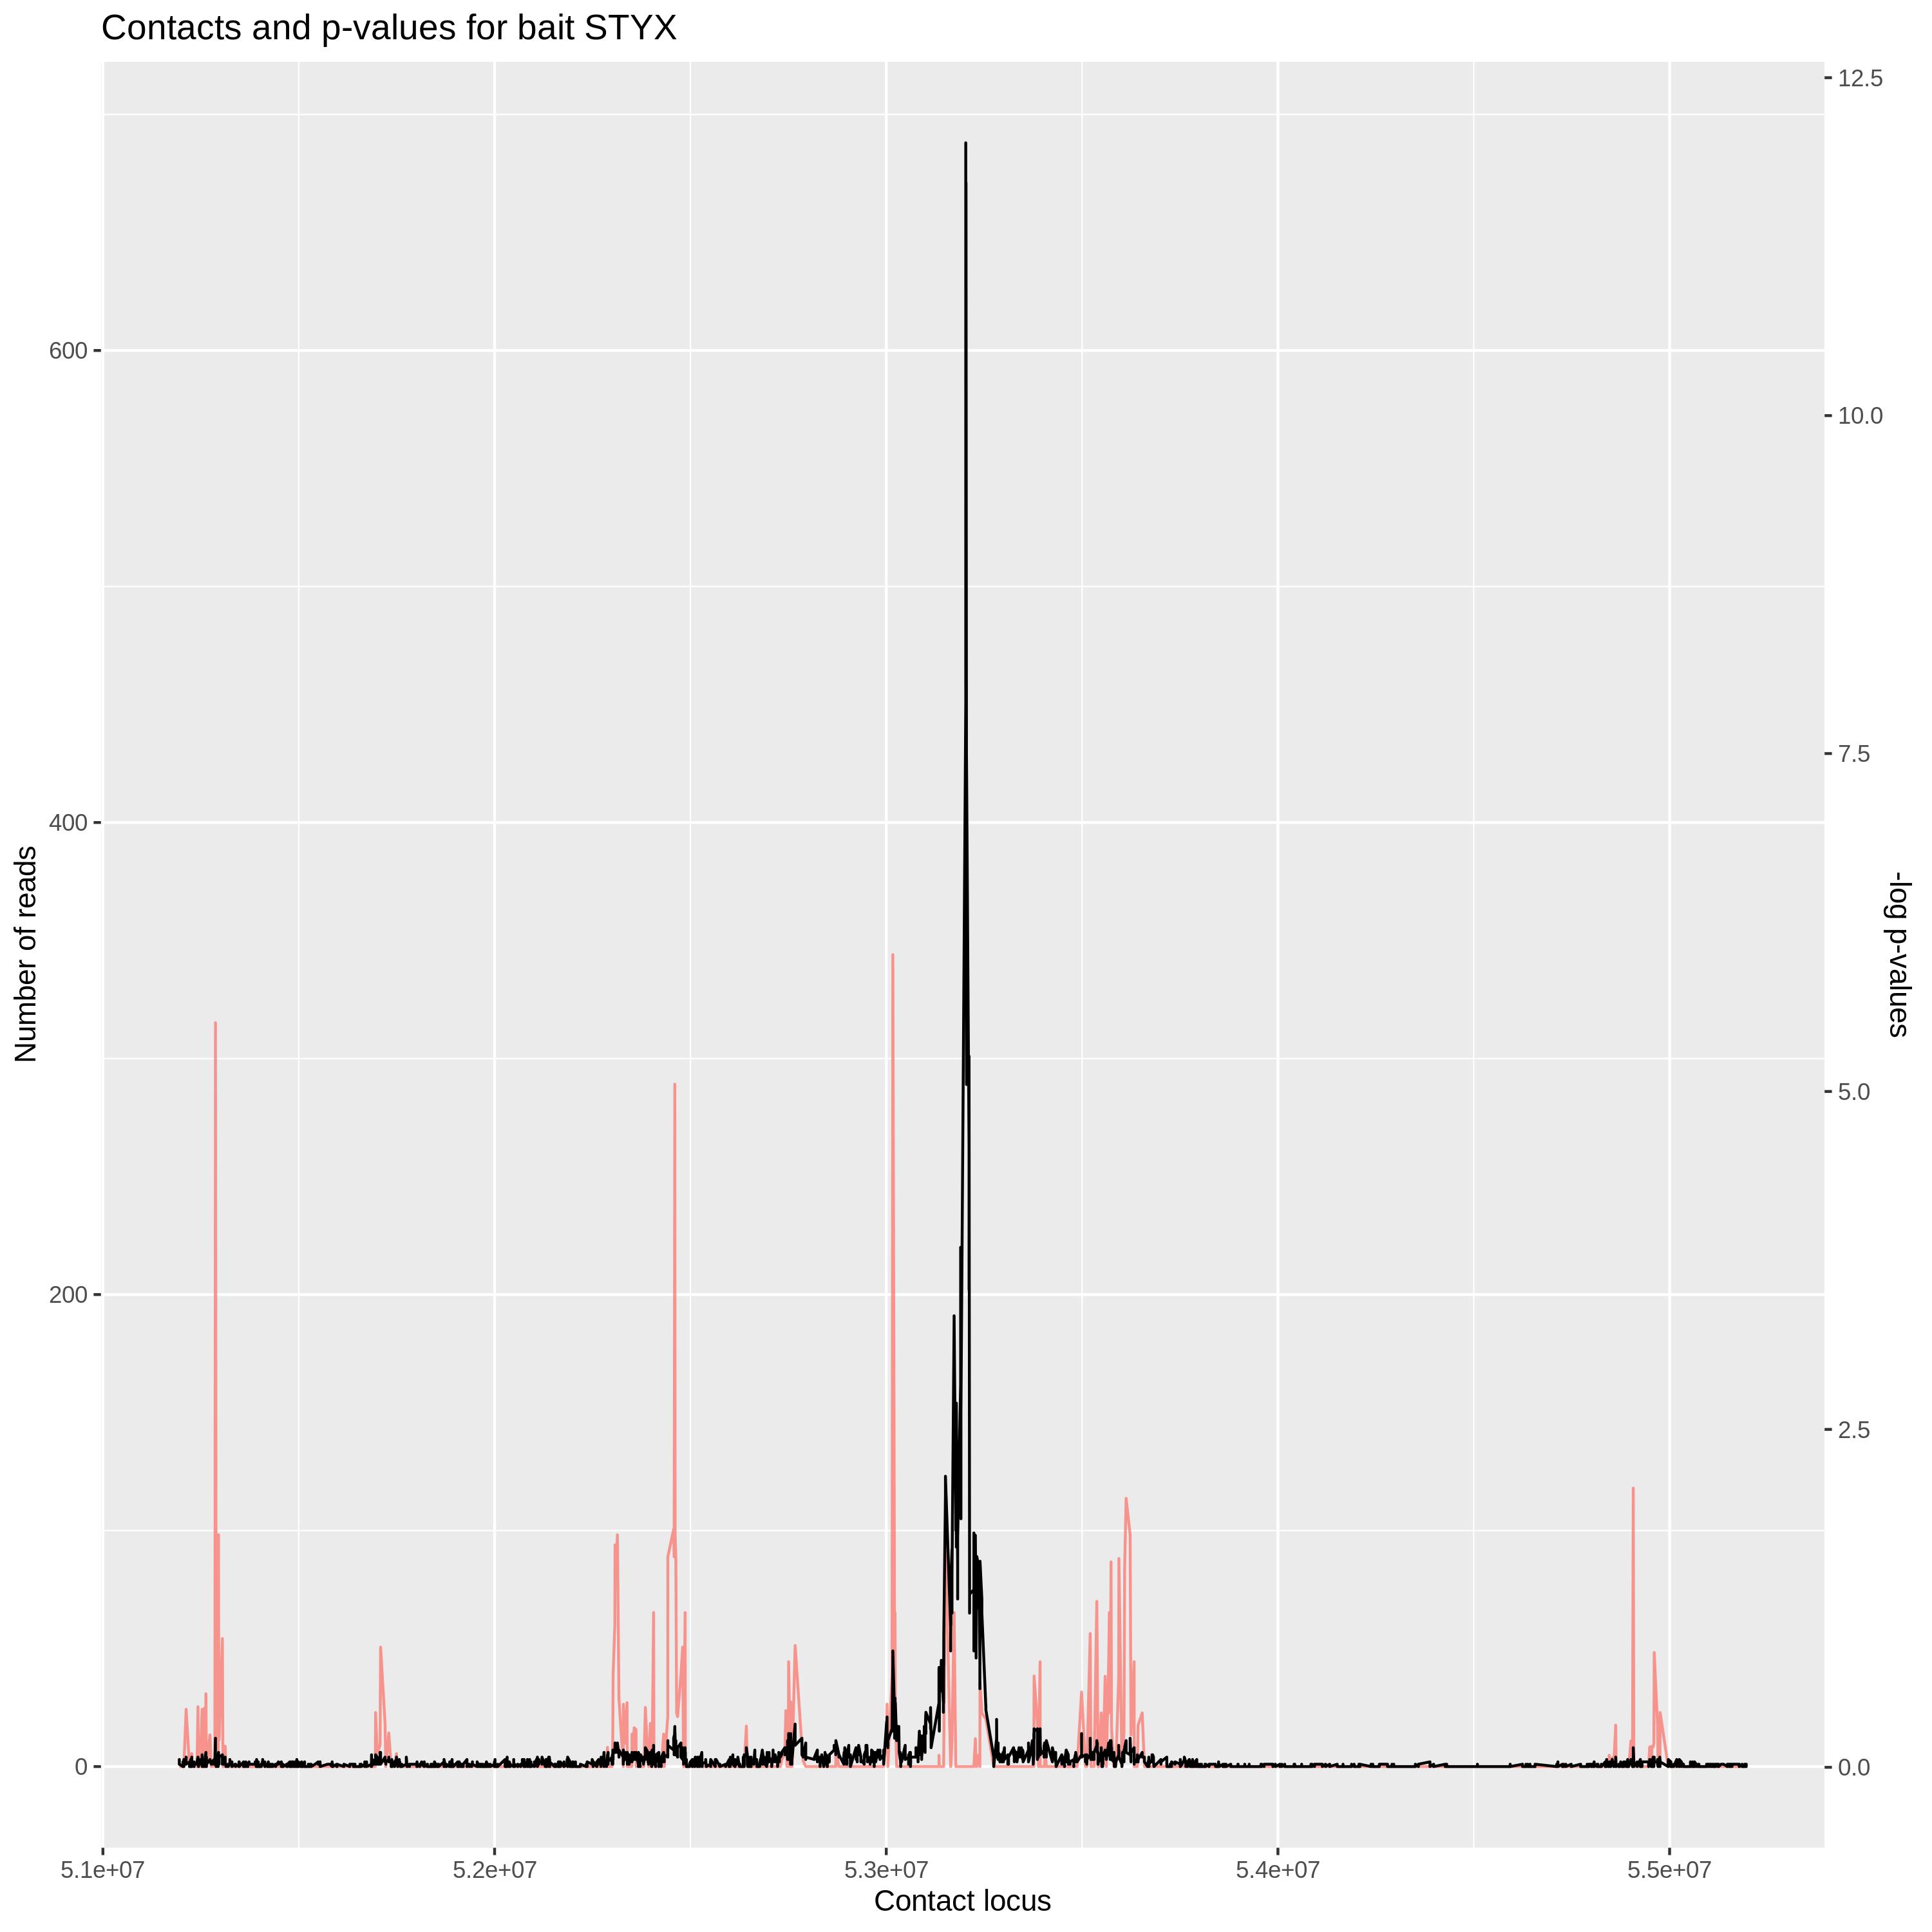 Contacts and p-values for bait STYX
12.5
600
10.0
7.5
400
Number of reads
-log p-values
5.0
200
2.5
0
0.0
5.1e+07
5.2e+07
5.3e+07
5.4e+07
5.5e+07
Contact locus